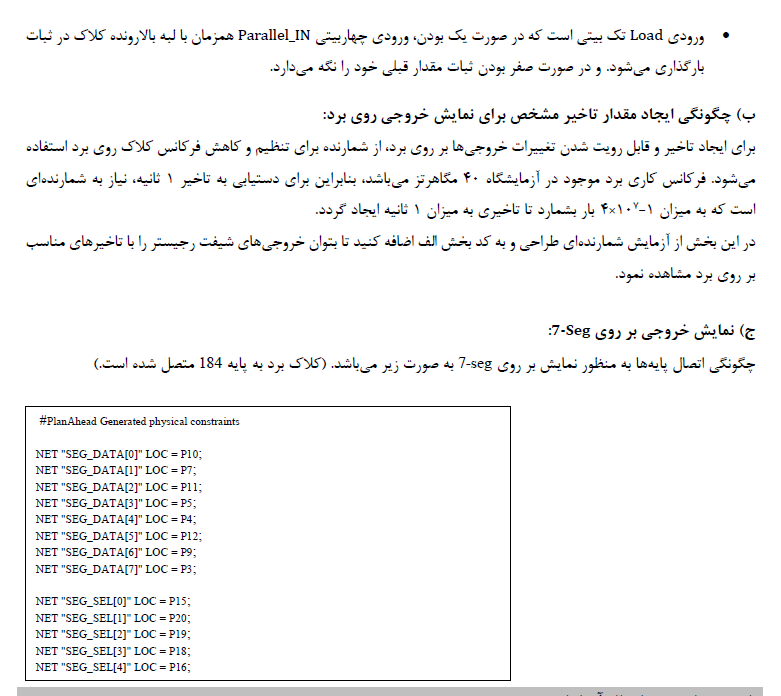 • ورودی Load تک بیتی است که در صورت یک بودن، ورودی چهاربیتی Parallel_IN همزمان با لبه بالارونده کلاک در ثبات
بارگذاری می‌شود. و در صورت صفر بودن ثبات مقدار قبلی خود را نگه می‌دارد.
ب) چگونگی ایجاد مقدار تاخیر مشخص برای نمایش خروجی روی برد:
برای ایجاد تاخیر و قابل رویت شدن تغییرات خروجی‌ها بر روی برد، از شمارنده برای تنظیم و کاهش فرکانس کلاک روی برد استفاده
می‌شود. فرکانس کاری برد موجود در آزمایشگاه ۴۰ مگاهرتز می‌باشد، بنابراین برای دستیابی به تاخیر ۱ ثانیه، نیاز به شمارنده‌ای
است که به میزان ۱-۴×۱۰⁷ بار بشمارد تا تاخیری به میزان ۱ ثانیه ایجاد گردد.
در این بخش از آزمایش شمارنده‌ای طراحی و به کد بخش الف اضافه کنید تا بتوان خروجی‌های شیفت رجیستر را با تاخیرهای مناسب
بر روی برد مشاهده نمود.
ج) نمایش خروجی بر روی 7-Seg:
چگونگی اتصال پایه‌ها به منظور نمایش بر روی 7-seg به صورت زیر می‌باشد. (کلاک برد به پایه 184 متصل شده است.)
#PlanAhead Generated physical constraints
NET "SEG_DATA[0]" LOC = P10;
NET "SEG_DATA[1]" LOC = P7;
NET "SEG_DATA[2]" LOC = P11;
NET "SEG_DATA[3]" LOC = P5;
NET "SEG_DATA[4]" LOC = P4;
NET "SEG_DATA[5]" LOC = P12;
NET "SEG_DATA[6]" LOC = P9;
NET "SEG_DATA[7]" LOC = P3;
NET "SEG_SEL[0]" LOC = P15;
NET "SEG_SEL[1]" LOC = P20;
NET "SEG_SEL[2]" LOC = P19;
NET "SEG_SEL[3]" LOC = P18;
NET "SEG_SEL[4]" LOC = P16;